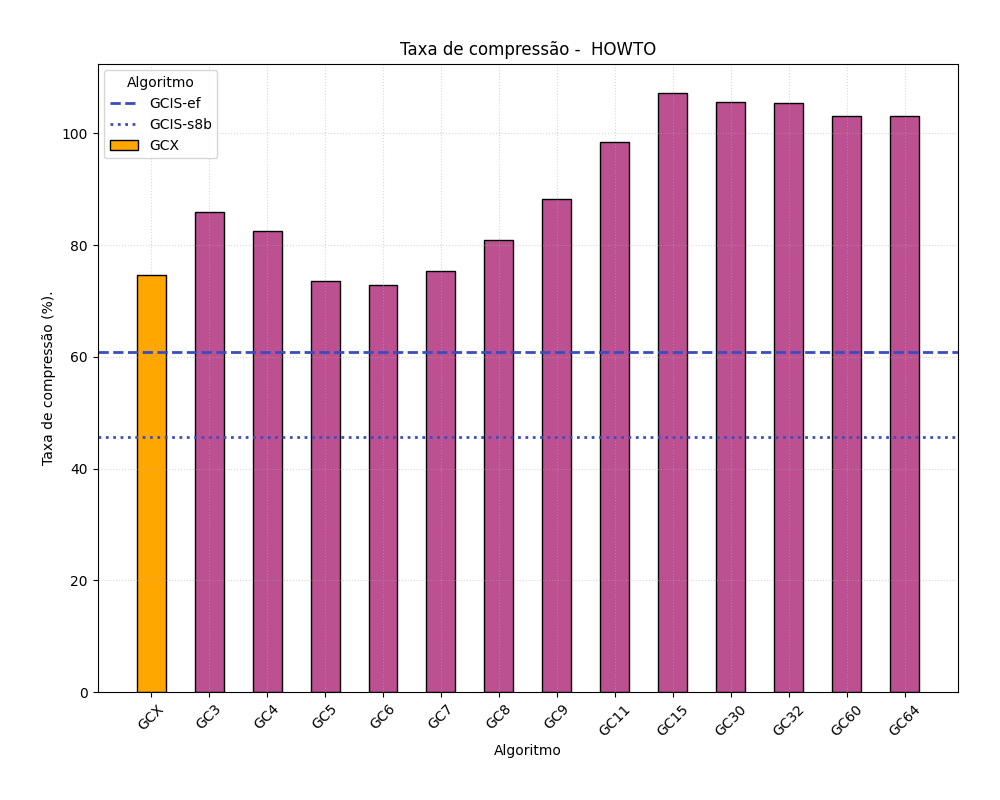 Taxa de compressão -  HOWTO
Algoritmo
GCIS-ef
GCIS-s8b
GCX
Taxa de compressão (%).
100
80
60
40
20
0
GCX
GC3
GC4
GC5
GC6
GC7
GC8
GC9
GC11
GC15
GC30
GC32
GC60
GC64
Algoritmo